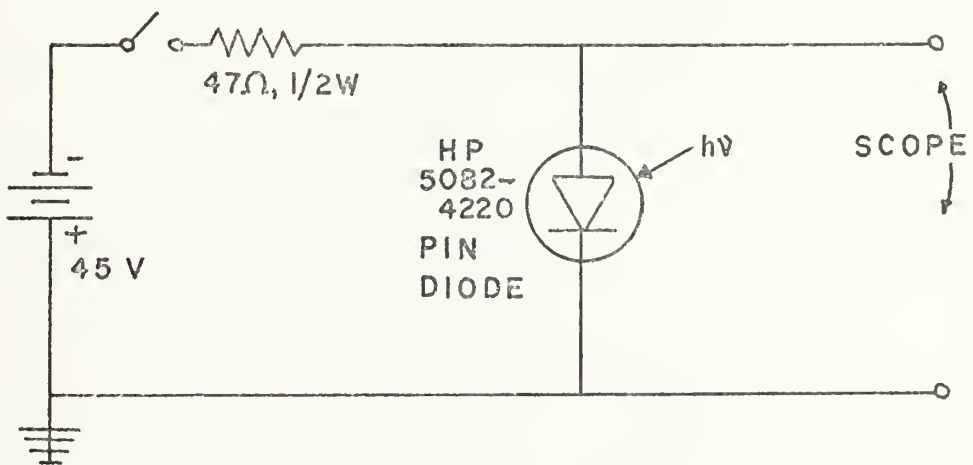 47Ω, 1/2W
HP
5082-
4220
PIN
DIODE
hν
SCOPE
-
+
45 V